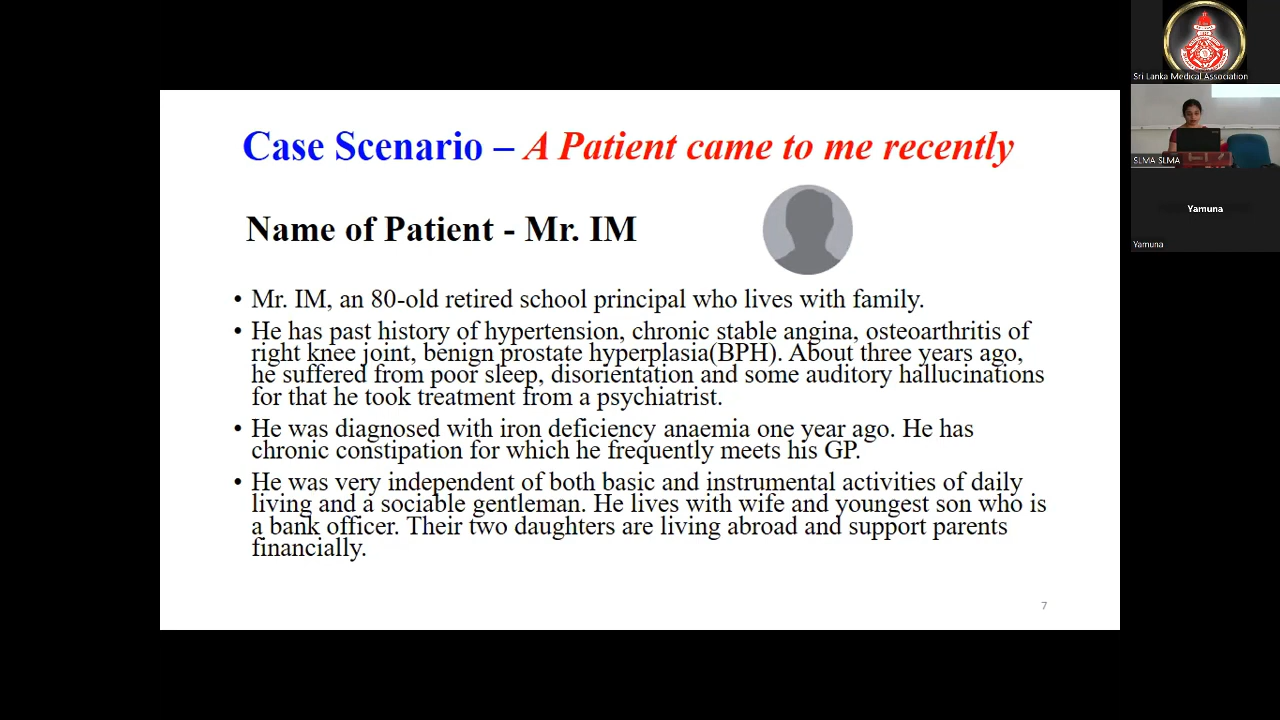 Case Scenario – A Patient came to me recently
Name of Patient - Mr. IM
• Mr. IM, an 80-old retired school principal who lives with family.
• He has past history of hypertension, chronic stable angina, osteoarthritis of
right knee joint, benign prostate hyperplasia(BPH). About three years ago,
he suffered from poor sleep, disorientation and some auditory hallucinations
for that he took treatment from a psychiatrist.
• He was diagnosed with iron deficiency anaemia one year ago. He has
chronic constipation for which he frequently meets his GP.
• He was very independent of both basic and instrumental activities of daily
living and a sociable gentleman. He lives with wife and youngest son who is
a bank officer. Their two daughters are living abroad and support parents
financially.
7
Sri Lanka Medical Association
SLMA SLMA
Yamuna
Yamuna